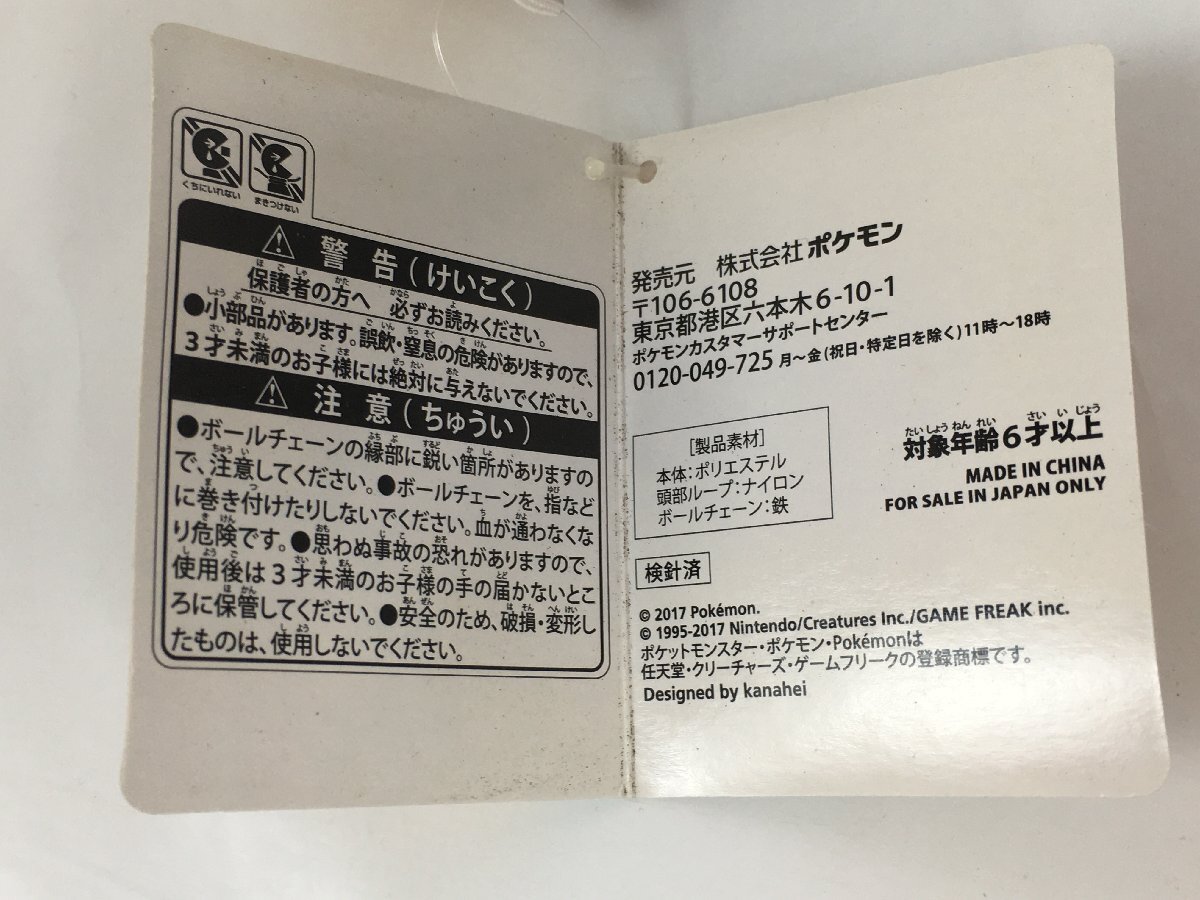 くちにいれない
まきつけない
警告(けいこく)
保護者の方へ 必ずお読みください。
●小部品があります。誤飲・窒息の危険がありますので、
3才未満のお子様には絶対に与えないでください。
注意(ちゅうい)
●ボールチェーンの縁部に鋭い箇所がありますの
で、注意してください。●ボールチェーンを、指など
に巻き付けたりしないでください。血が通わなくな
り危険です。●思わぬ事故の恐れがありますので、
使用後は3才未満のお子様の手の届かないとこ
ろに保管してください。●安全のため、破損・変形し
たものは、使用しないでください。
発売元 株式会社ポケモン
〒106-6108
東京都港区六本木6-10-1
ポケモンカスタマーサポートセンター
0120-049-725 月～金(祝日・特定日を除く)11時～18時
[製品素材]
本体:ポリエステル
頭部ループ:ナイロン
ボールチェーン:鉄
たいしょうねんれい さいいじょう
対象年齢6才以上
MADE IN CHINA
FOR SALE IN JAPAN ONLY
検針済
© 2017 Pokémon.
© 1995-2017 Nintendo/Creatures Inc./GAME FREAK inc.
ポケットモンスター・ポケモン・Pokémonは
任天堂・クリーチャーズ・ゲームフリークの登録商標です。
Designed by kanahei